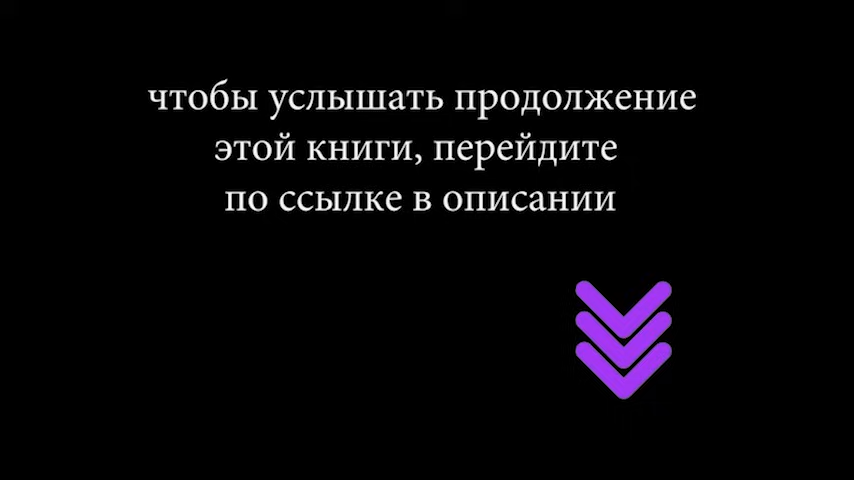 чтобы услышать продолжение
этой книги, перейдите
по ссылке в описании